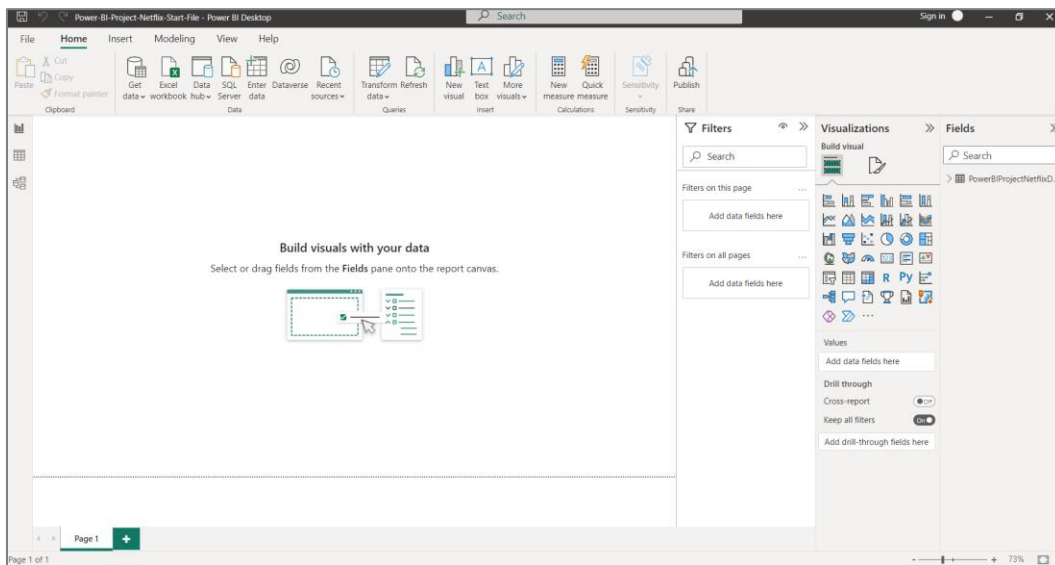 Power-BI-Project-Netflix-Start-File - Power BI Desktop
Search
Sign in
File Home Insert Modeling View Help
Paste
Cut
Copy
Format painter
Clipboard
Get data
Excel workbook
Data hub
SQL Server
Enter data
Dataverse
Recent sources
Data
Transform data
Refresh
Queries
New visual
Text box
More visuals
Insert
New measure
Quick measure
Calculations
Sensitivity
Sensitivity
Publish
Share
Build visuals with your data
Select or drag fields from the Fields pane onto the report canvas.
Filters
Search
Filters on this page
...
Add data fields here
Filters on all pages
...
Add data fields here
Visualizations
Build visual
R Py
...
Values
Add data fields here
Drill through
Cross-report
Off
Keep all filters
On
Add drill-through fields here
Fields
Search
PowerBIProjectNetflixD...
Page 1
Page 1 of 1
- + 73%